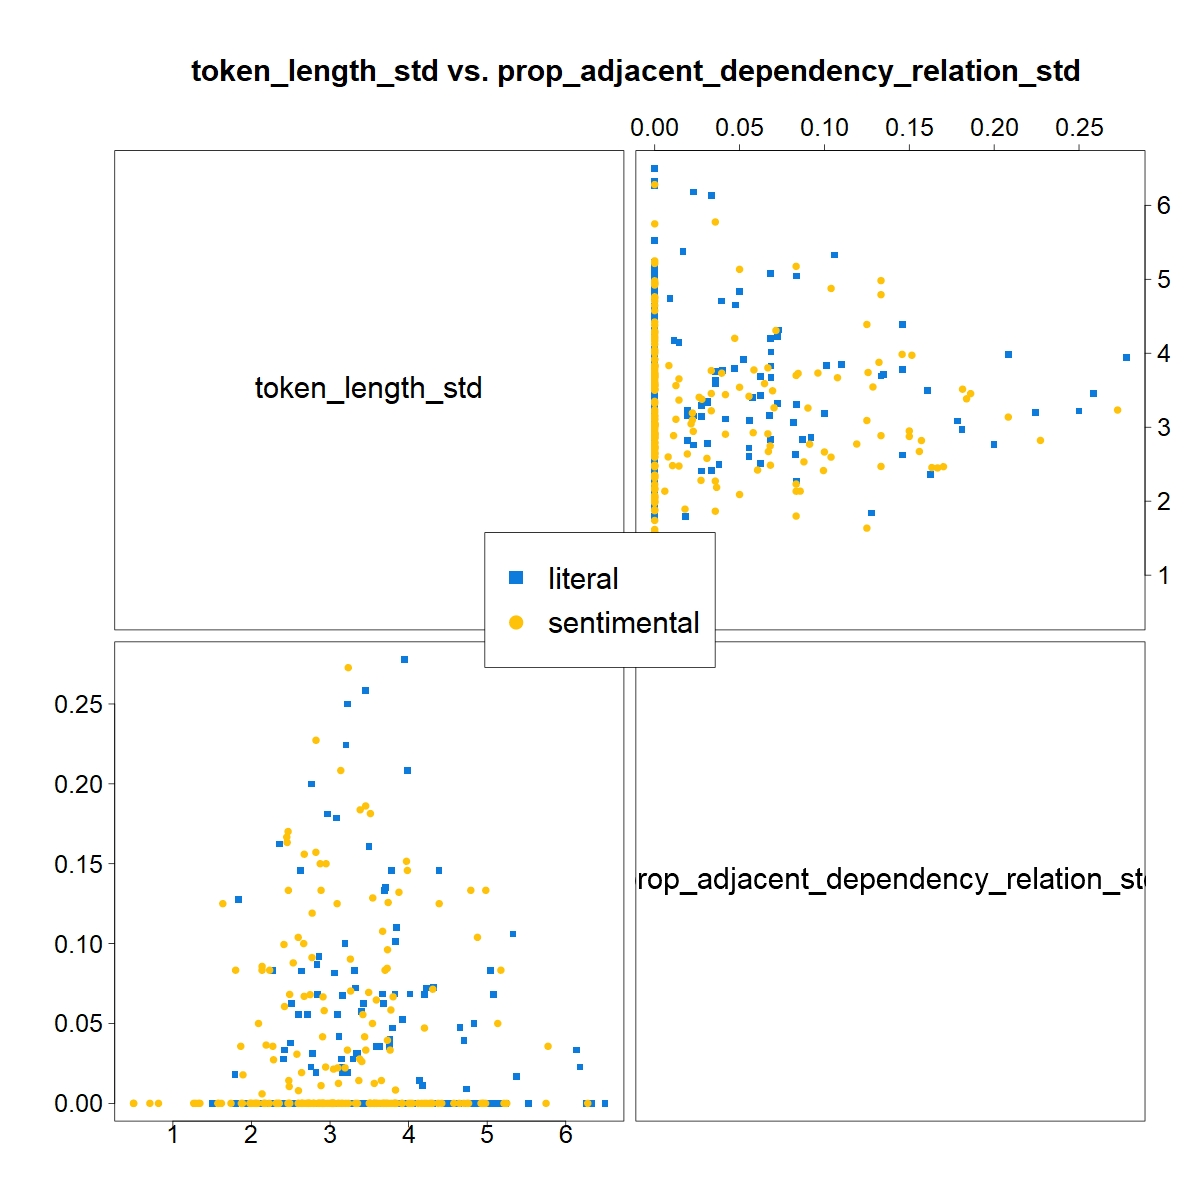 token_length_std vs. prop_adjacent_dependency_relation_std
0.00 0.05 0.10 0.15 0.20 0.25
token_length_std
6
5
4
3
2
1
literal
sentimental
0.25
0.20
0.15
0.10
0.05
0.00
rop_adjacent_dependency_relation_st
1 2 3 4 5 6